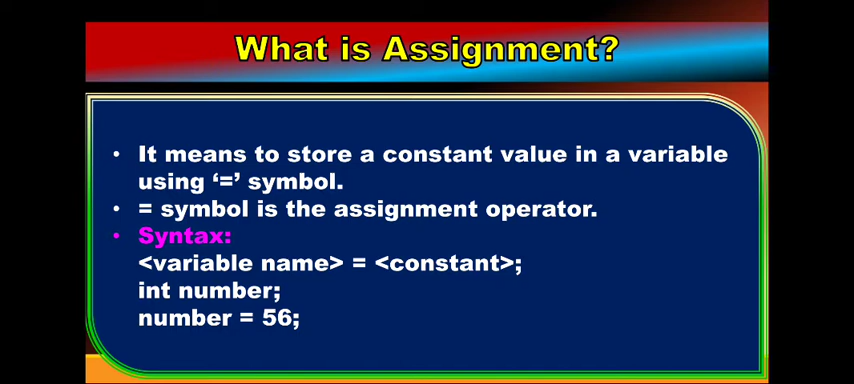 What is Assignment?
• It means to store a constant value in a variable
using ‘=’ symbol.
• = symbol is the assignment operator.
• Syntax:
<variable name> = <constant>;
int number;
number = 56;